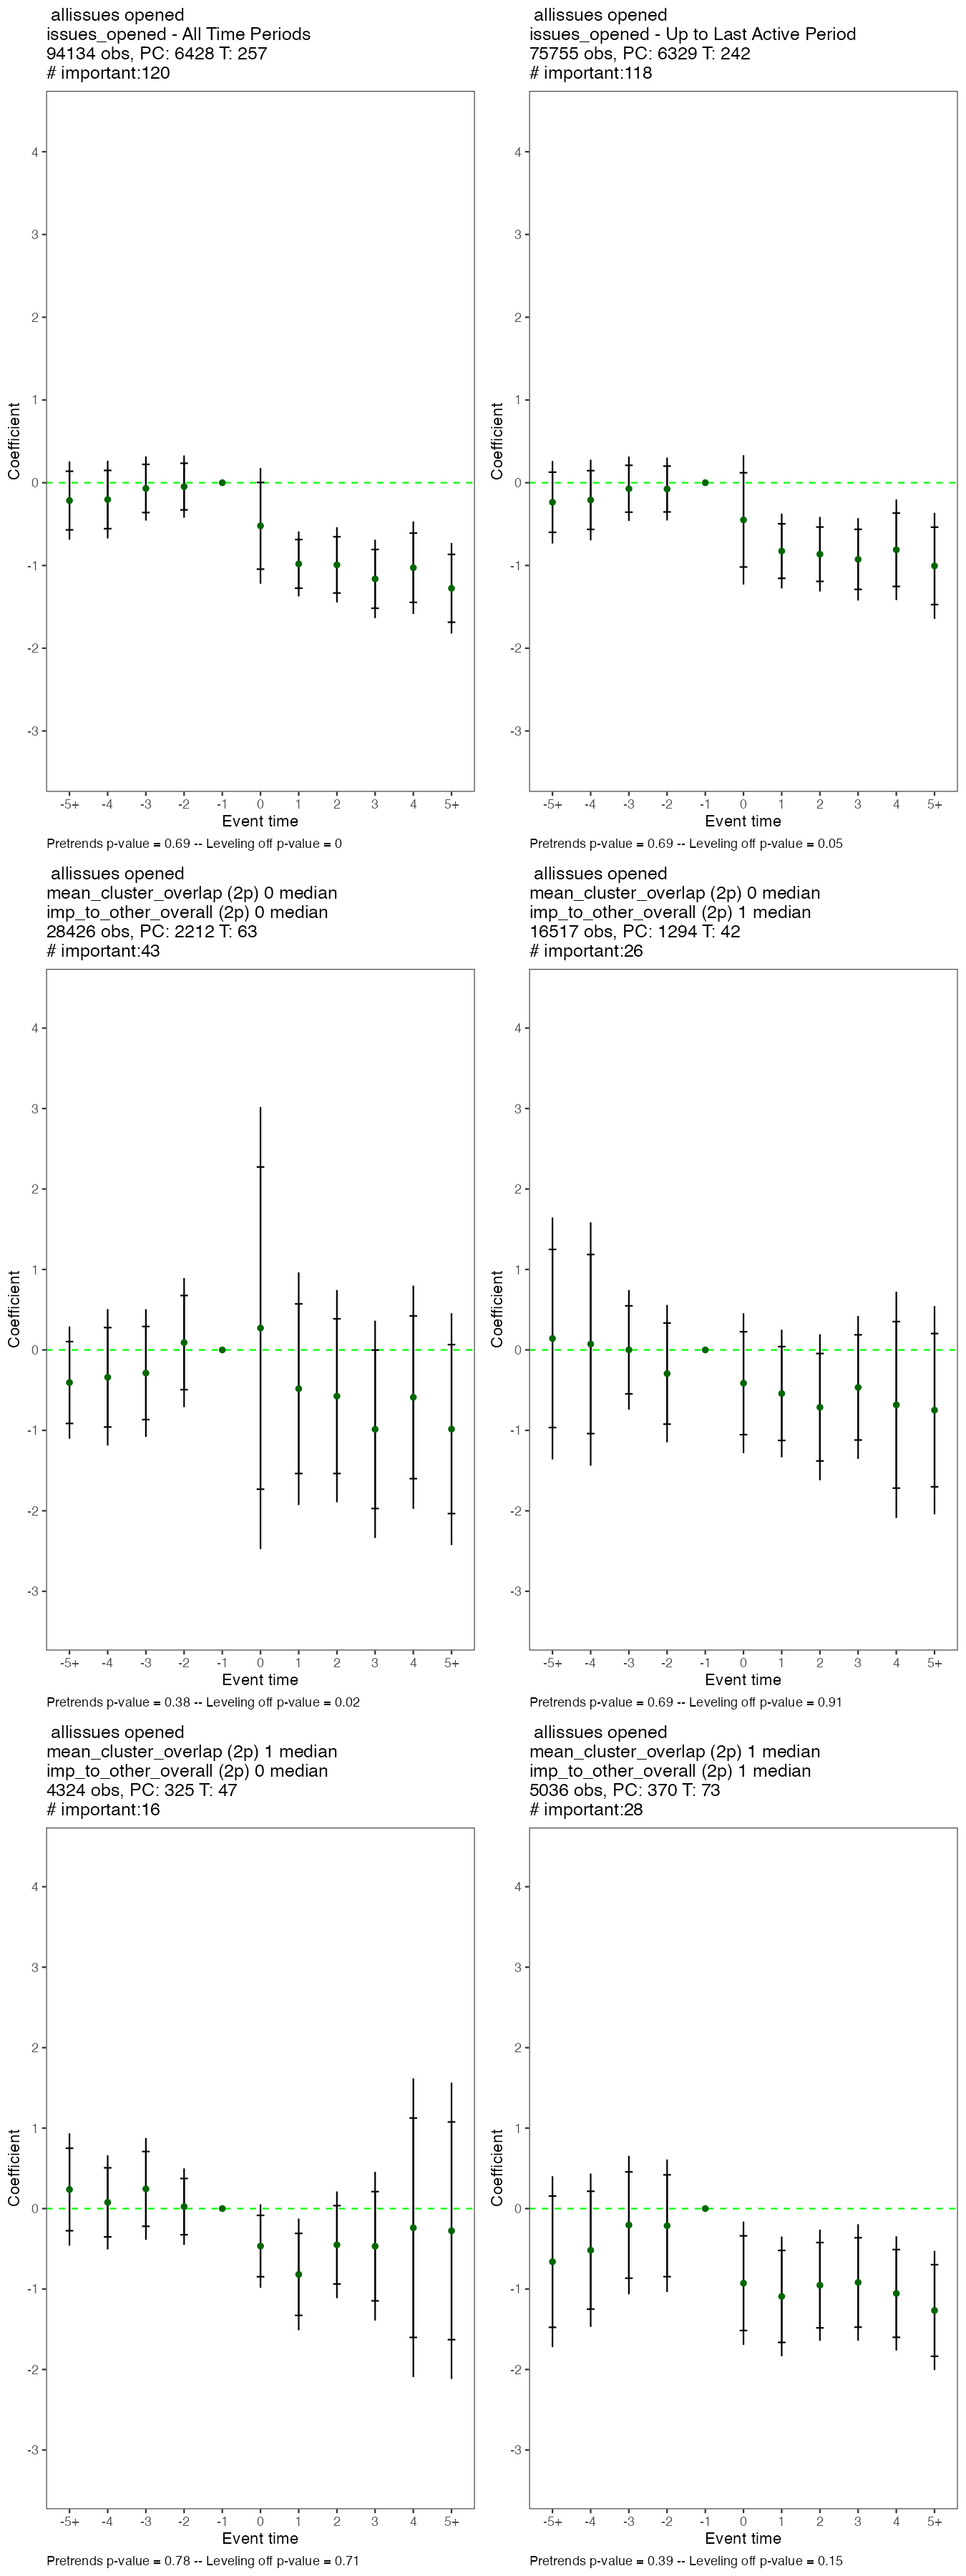 allissues opened
issues_opened - All Time Periods
94134 obs, PC: 6428 T: 257
# important:120
4
3
2
1
0
-1
-2
-3
Coefficient
-5+ -4 -3 -2 -1 0 1 2 3 4 5+
Event time
Pretrends p-value = 0.69 -- Leveling off p-value = 0
allissues opened
issues_opened - Up to Last Active Period
75755 obs, PC: 6329 T: 242
# important:118
4
3
2
1
0
-1
-2
-3
Coefficient
-5+ -4 -3 -2 -1 0 1 2 3 4 5+
Event time
Pretrends p-value = 0.69 -- Leveling off p-value = 0.05
allissues opened
mean_cluster_overlap (2p) 0 median
imp_to_other_overall (2p) 0 median
28426 obs, PC: 2212 T: 63
# important:43
4
3
2
1
0
-1
-2
-3
Coefficient
-5+ -4 -3 -2 -1 0 1 2 3 4 5+
Event time
Pretrends p-value = 0.38 -- Leveling off p-value = 0.02
allissues opened
mean_cluster_overlap (2p) 0 median
imp_to_other_overall (2p) 1 median
16517 obs, PC: 1294 T: 42
# important:26
4
3
2
1
0
-1
-2
-3
Coefficient
-5+ -4 -3 -2 -1 0 1 2 3 4 5+
Event time
Pretrends p-value = 0.69 -- Leveling off p-value = 0.91
allissues opened
mean_cluster_overlap (2p) 1 median
imp_to_other_overall (2p) 0 median
4324 obs, PC: 325 T: 47
# important:16
4
3
2
1
0
-1
-2
-3
Coefficient
-5+ -4 -3 -2 -1 0 1 2 3 4 5+
Event time
Pretrends p-value = 0.78 -- Leveling off p-value = 0.71
allissues opened
mean_cluster_overlap (2p) 1 median
imp_to_other_overall (2p) 1 median
5036 obs, PC: 370 T: 73
# important:28
4
3
2
1
0
-1
-2
-3
Coefficient
-5+ -4 -3 -2 -1 0 1 2 3 4 5+
Event time
Pretrends p-value = 0.39 -- Leveling off p-value = 0.15